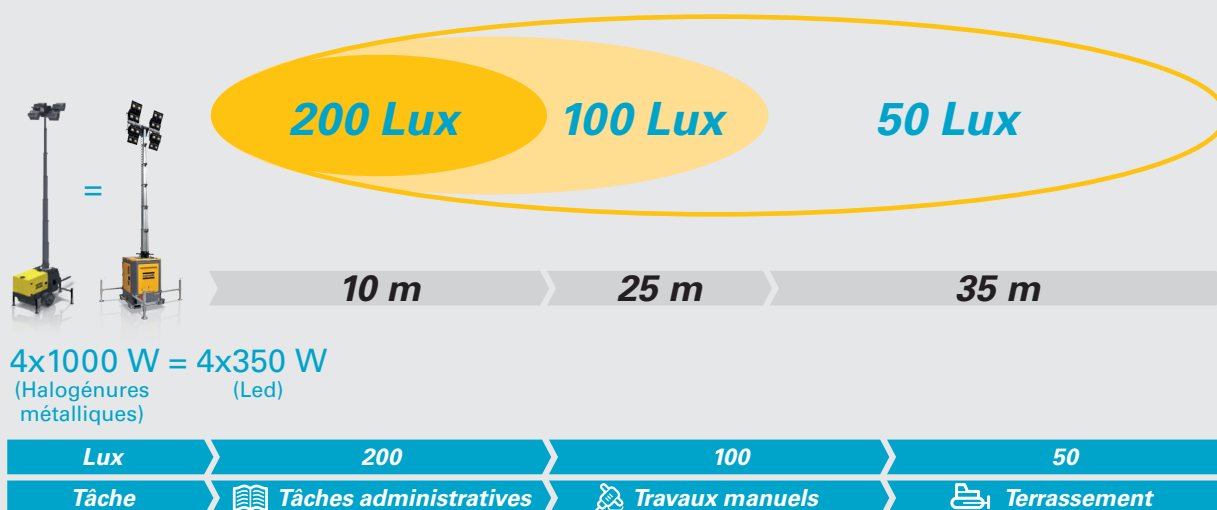 200 Lux 100 Lux 50 Lux
=
10 m 25 m 35 m
4x1000 W = 4x350 W
(Halogénures (Led)
métalliques)
Lux 200 100 50
Tâche Tâches administratives Travaux manuels Terrassement